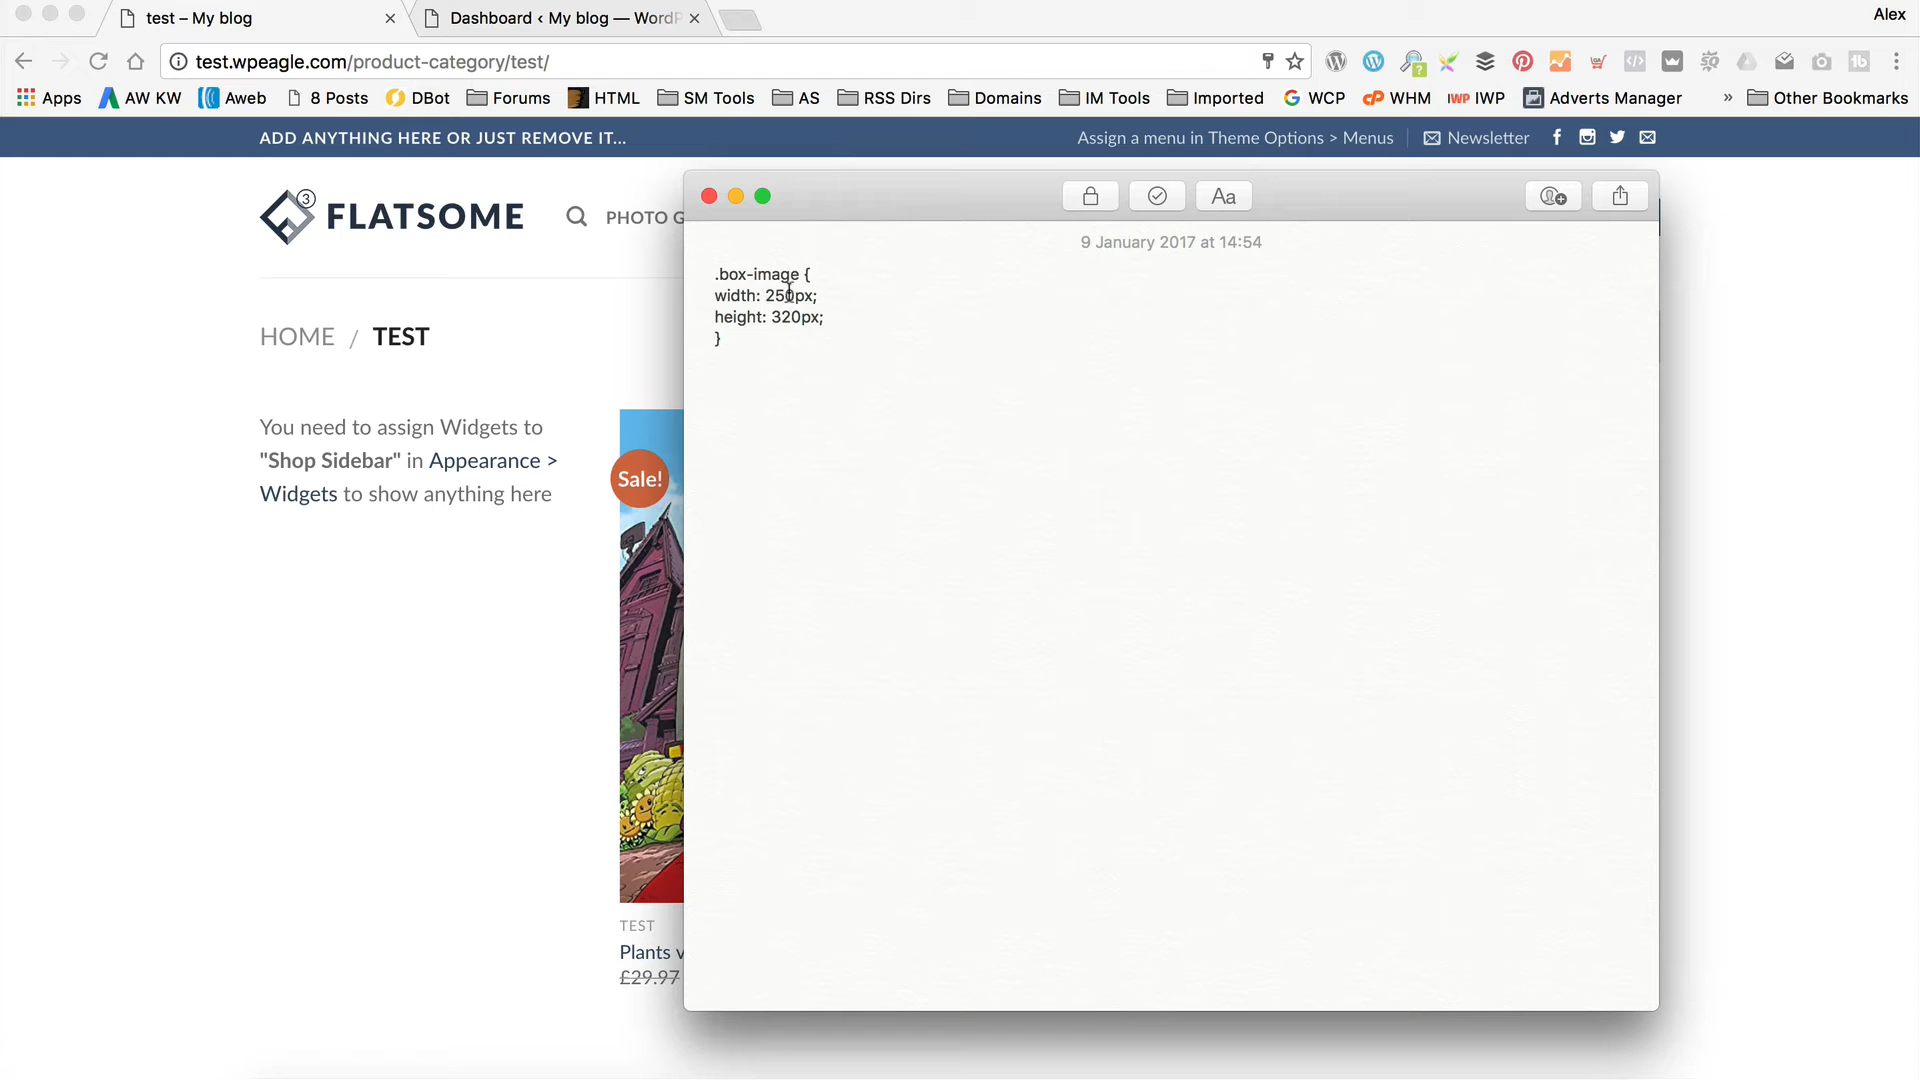 test – My blog
Dashboard ‹ My blog — WordP
Alex
test.wpeagle.com/product-category/test/
Apps
AW KW
Aweb
8 Posts
DBot
Forums
HTML
SM Tools
AS
RSS Dirs
Domains
IM Tools
Imported
WCP
WHM
IWP
Adverts Manager
» Other Bookmarks
ADD ANYTHING HERE OR JUST REMOVE IT...
Assign a menu in Theme Options > Menus
Newsletter
3
FLATSOME
PHOTO G
HOME / TEST
You need to assign Widgets to
"Shop Sidebar" in Appearance >
Widgets to show anything here
Sale!
TEST
Plants v
£29.97
Aa
9 January 2017 at 14:54
.box-image {
width: 250px;
height: 320px;
}